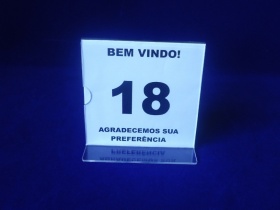 BEM VINDO!
18
AGRADECEMOS SUA
PREFERÊNCIA